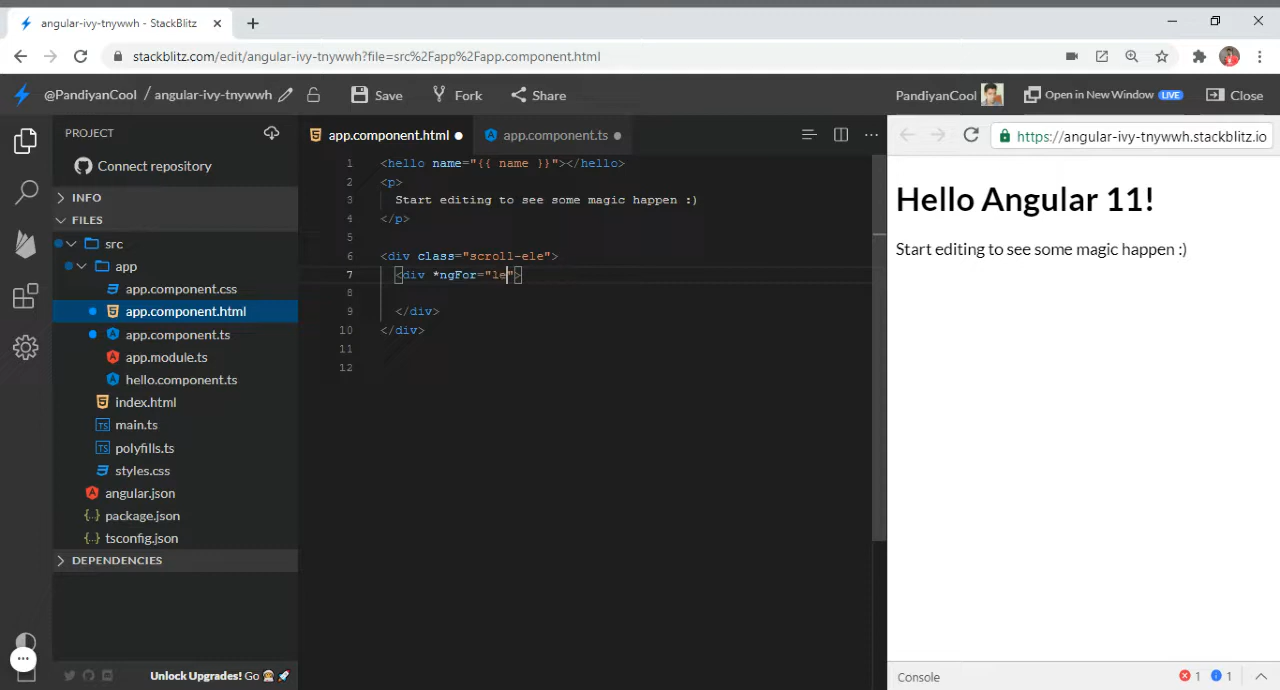 angular-ivy-tnywwh - StackBlitz
stackblitz.com/edit/angular-ivy-tnywwh?file=src%2Fapp%2Fapp.component.html
@PandiyanCool / angular-ivy-tnywwh Save Fork Share PandiyanCool Open in New Window LIVE Close
PROJECT
Connect repository
INFO
FILES
src
app
app.component.css
app.component.html
app.component.ts
app.module.ts
hello.component.ts
index.html
main.ts
polyfills.ts
styles.css
angular.json
package.json
tsconfig.json
DEPENDENCIES
Unlock Upgrades! Go
app.component.html app.component.ts
1 <hello name="{{ name }}"></hello>
2 <p>
3 Start editing to see some magic happen :)
4 </p>
5
6 <div class="scroll-ele">
7 <div *ngFor="le">
8
9 </div>
10 </div>
11
12
https://angular-ivy-tnywwh.stackblitz.io
Hello Angular 11!
Start editing to see some magic happen :)
Console 1 1